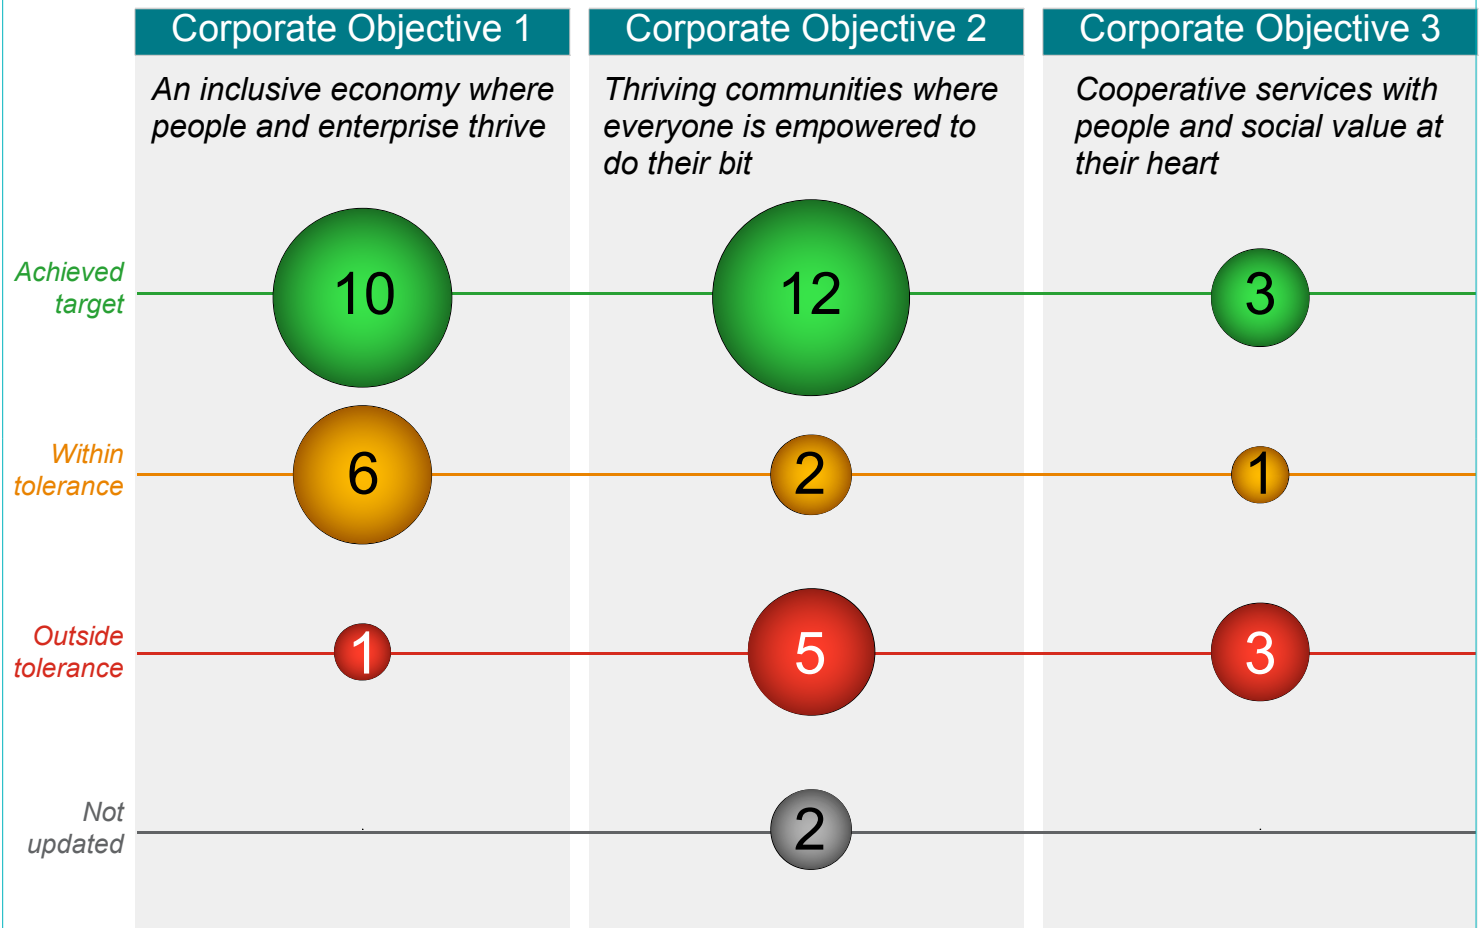 Corporate Objective 1
Corporate Objective 2
Corporate Objective 3
An inclusive economy where
people and enterprise thrive
Thriving communities where
everyone is empowered to
do their bit
Cooperative services with
people and social value at
their heart
Achieved
target
10
12
3
Within
tolerance
6
2
1
Outside
tolerance
1
5
3
Not
updated
2